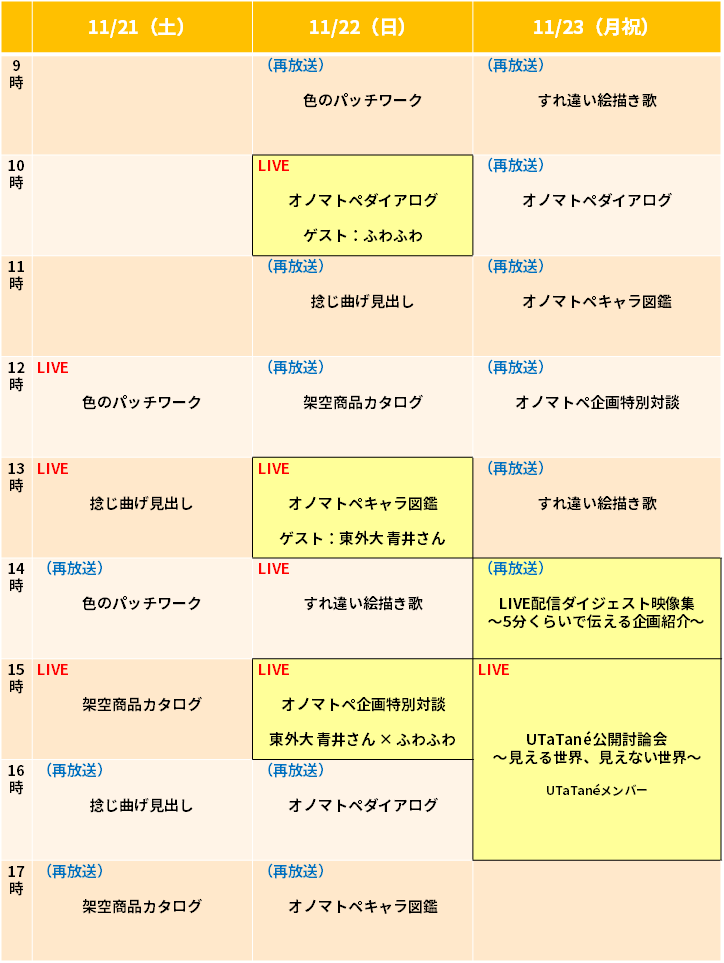 11/21（土）
11/22（日）
11/23（月祝）
9
時
（再放送）
色のパッチワーク
（再放送）
すれ違い絵描き歌
10
時
LIVE
オノマトペダイアログ
ゲスト：ふわふわ
（再放送）
オノマトペダイアログ
11
時
（再放送）
捻じ曲げ見出し
（再放送）
オノマトペキャラ図鑑
12
時
LIVE
色のパッチワーク
（再放送）
架空商品カタログ
（再放送）
オノマトペ企画特別対談
13
時
LIVE
捻じ曲げ見出し
LIVE
オノマトペキャラ図鑑
ゲスト：東外大 青井さん
（再放送）
すれ違い絵描き歌
14
時
（再放送）
色のパッチワーク
LIVE
すれ違い絵描き歌
（再放送）
LIVE配信ダイジェスト映像集
～5分くらいで伝える企画紹介～
15
時
LIVE
架空商品カタログ
LIVE
オノマトペ企画特別対談
東外大 青井さん × ふわふわ
LIVE
UTaTané公開討論会
～見える世界、見えない世界～
UTaTanéメンバー
16
時
（再放送）
捻じ曲げ見出し
（再放送）
オノマトペダイアログ
17
時
（再放送）
架空商品カタログ
（再放送）
オノマトペキャラ図鑑